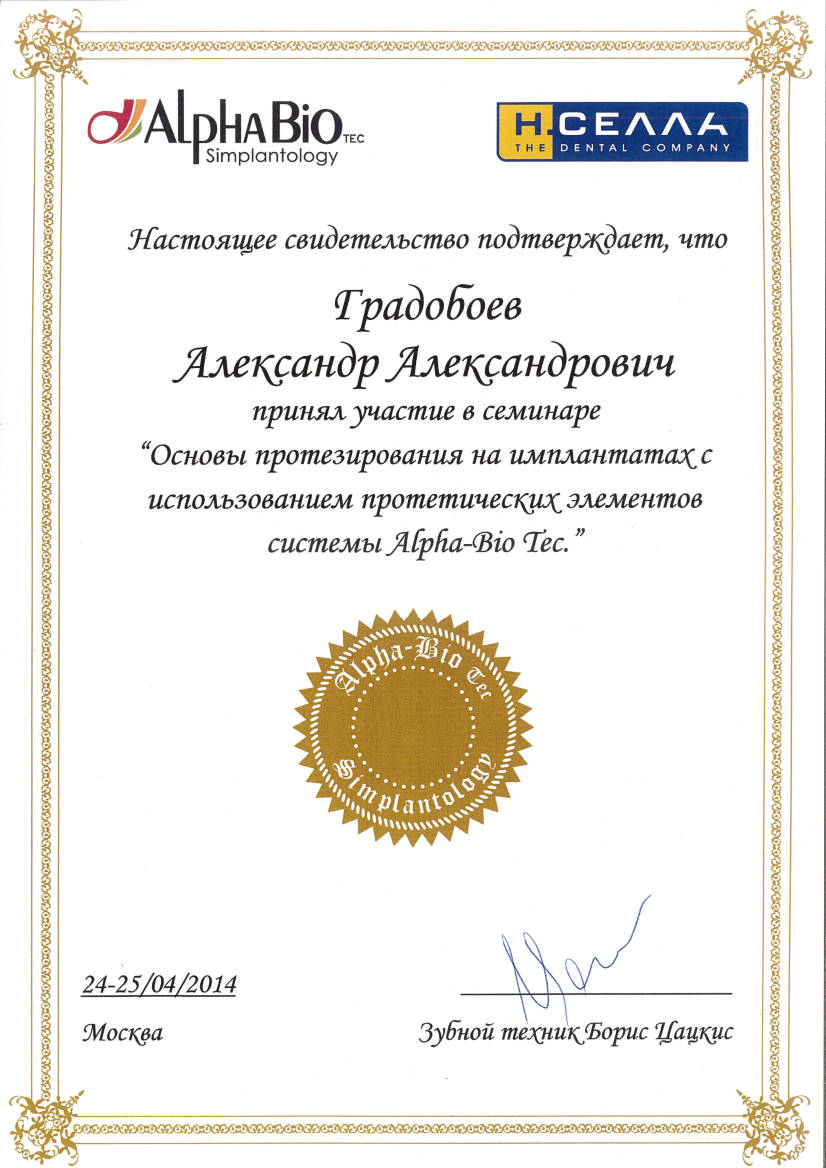 AlphaBio TEC
Simplantology
Н.СЕЛЛА
THE DENTAL COMPANY
Настоящее свидетельство подтверждает, что
Градобоев
Александр Александрович
принял участие в семинаре
“Основы протезирования на имплантатах с
использованием протетических элементов
системы Alpha-Bio Tec.”
Alpha-Bio Tec
Simplantology
24-25/04/2014
Москва
Зубной техник Борис Цацкис